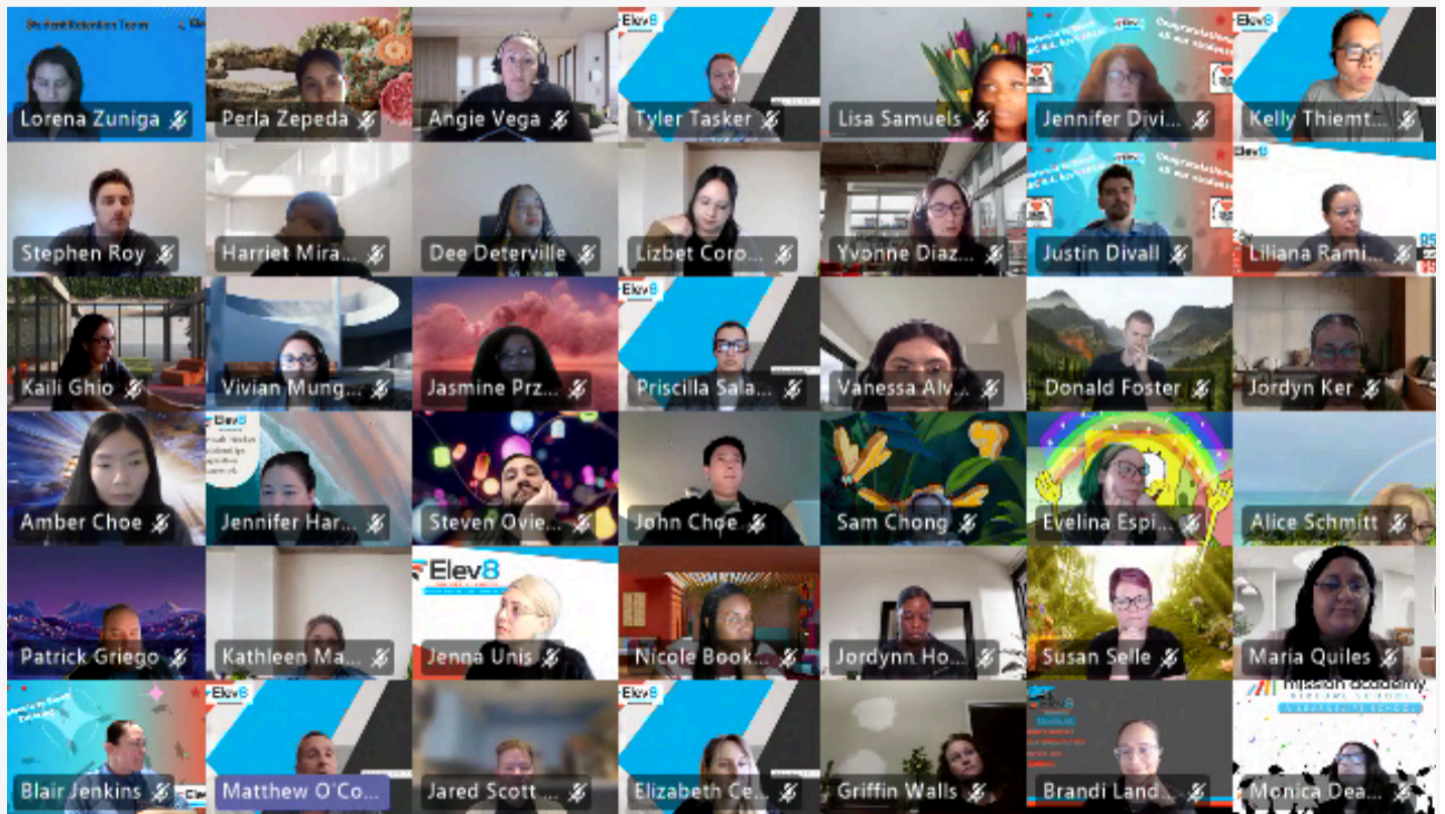 Student Retention Term
Elev8
Elev8
Elev8
Lorena Zuniga
Perla Zepeda
Angie Vega
Tyler Tasker
Lisa Samuels
Jennifer Divi...
Kelly Thiemt...
Elev8
Stephen Roy
Harriet Mira...
Dee Deterville
Lizbet Coro...
Yvonne Diaz...
Justin Divall
Liliana Rami...
Elev8
Kaili Ghio
Vivian Mung...
Jasmine Prz...
Priscilla Sala...
Vanessa Alv...
Donald Foster
Jordyn Ker
Elev8
Amber Choe
Jennifer Har...
Steven Ovie...
John Choe
Sam Chong
Evelina Espi...
Alice Schmitt
Elev8
Patrick Griego
Kathleen Ma...
Jenna Unis
Nicole Book...
Jordynn Ho...
Susan Selle
Maria Quiles
Elev8
Elev8
mission academy
Blair Jenkins
Matthew O'Co...
Jared Scott ...
Elizabeth Ce...
Griffin Walls
Brandi Land...
Monica Dea...